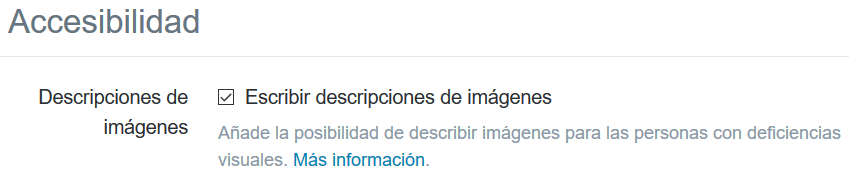 Accesibilidad
Descripciones de
imágenes
Escribir descripciones de imágenes
Añade la posibilidad de describir imágenes para las personas con deficiencias
visuales. Más información.